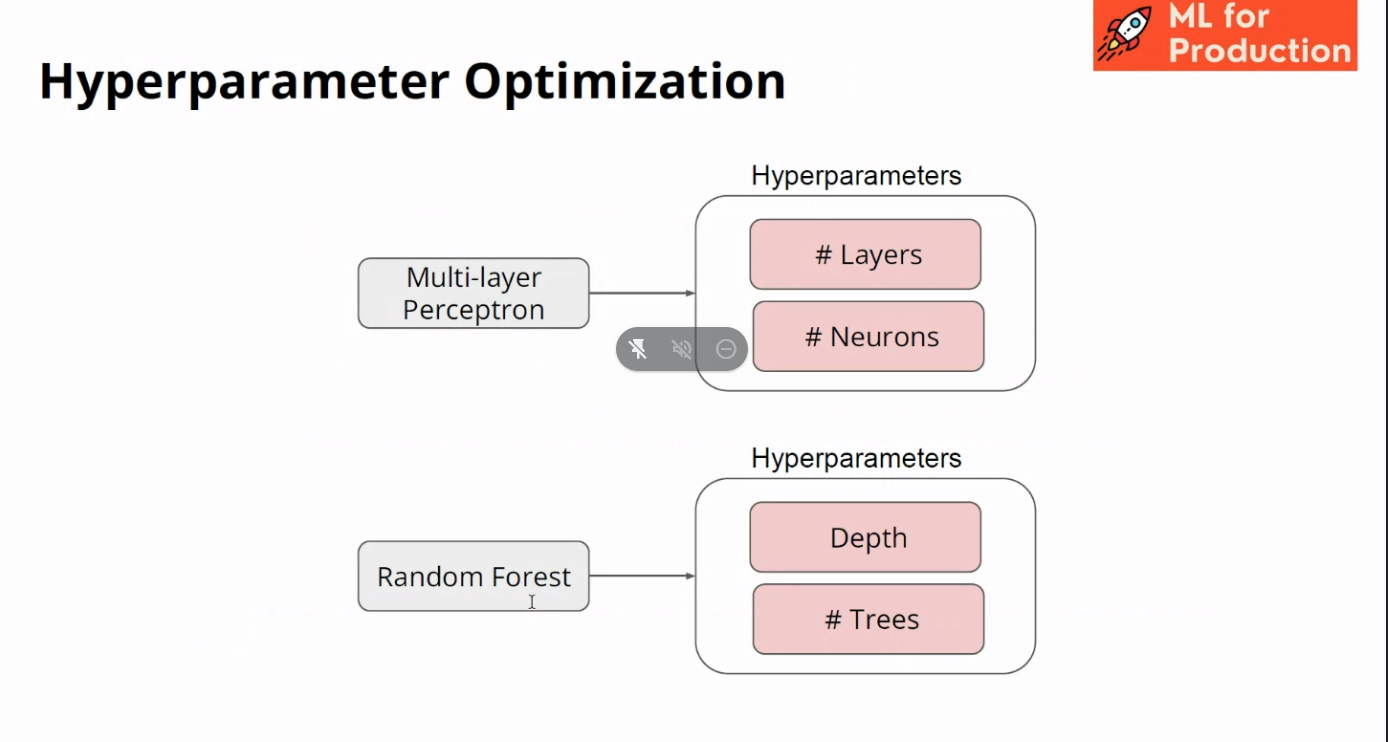 ML for
Production
Hyperparameter Optimization
Hyperparameters
# Layers
Multi-layer
Perceptron
# Neurons
Hyperparameters
Depth
Random Forest
# Trees